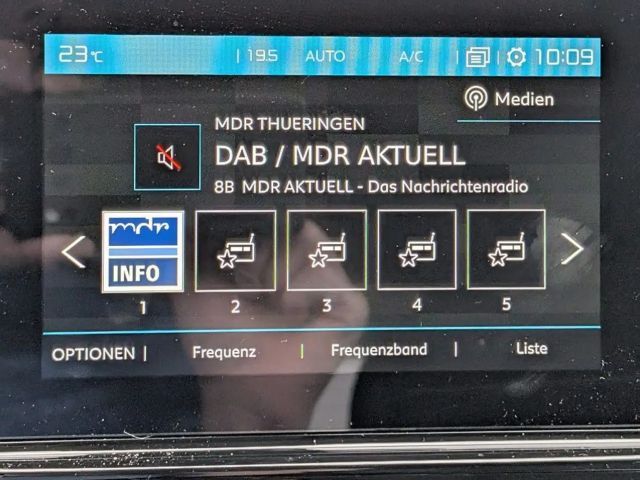 23°C | 19.5 AUTO A/C | | 10:09
Medien
MDR THUERINGEN
DAB / MDR AKTUELL
8B MDR AKTUELL - Das Nachrichtenradio
mdr
INFO
1 2 3 4 5
OPTIONEN | Frequenz | Frequenzband | Liste